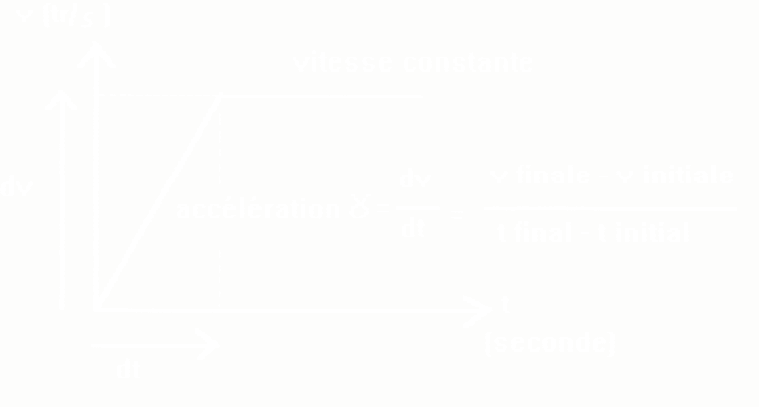 v [m/s]
vitesse constante
dv
accélération
dv
dt
=
v finale - v initiale
t final - t initial
t
[seconde]
dt